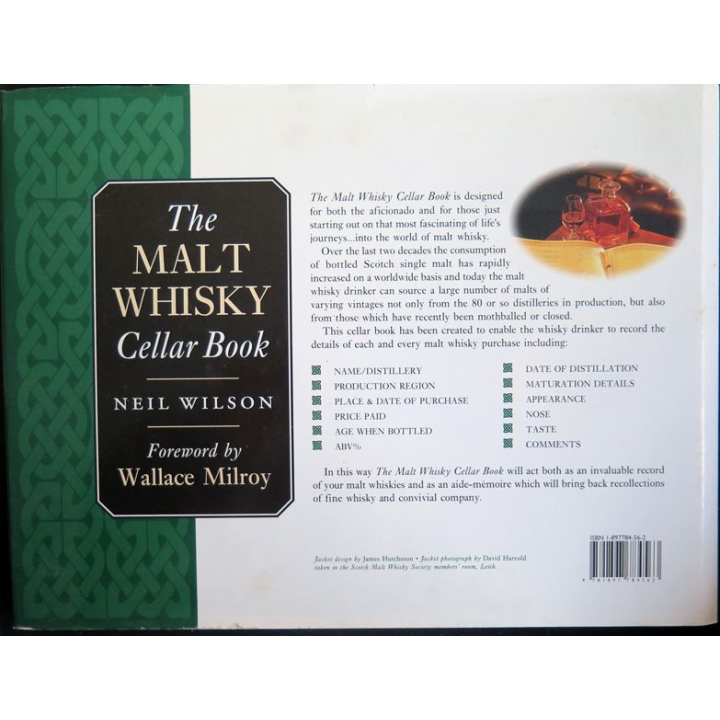 The
MALT
WHISKY
Cellar Book
NEIL WILSON
Foreword by
Wallace Milroy
The Malt Whisky Cellar Book is designed
for both the aficionado and for those just
starting out on that most fascinating of life's
journeys...into the world of malt whisky.
Over the last two decades the consumption
of bottled Scotch single malt has rapidly
increased on a worldwide basis and today the malt
whisky drinker can source a large number of malts of
varying vintages not only from the 80 or so distilleries in production, but also
from those which have recently been mothballed or closed.
This cellar book has been created to enable the whisky drinker to record the
details of each and every malt whisky purchase including:
NAME/DISTILLERY
PRODUCTION REGION
PLACE & DATE OF PURCHASE
PRICE PAID
AGE WHEN BOTTLED
ABV%
DATE OF DISTILLATION
MATURATION DETAILS
APPEARANCE
NOSE
TASTE
COMMENTS
In this way The Malt Whisky Cellar Book will act both as an invaluable record
of your malt whiskies and as an aide-mémoire which will bring back recollections
of fine whisky and convivial company.
Jacket design by James Hutcheson • Jacket photograph by David Harrold
taken in the Scotch Malt Whisky Society members' room, Leith.
ISBN 1-897784-56-2
9 781897 784563